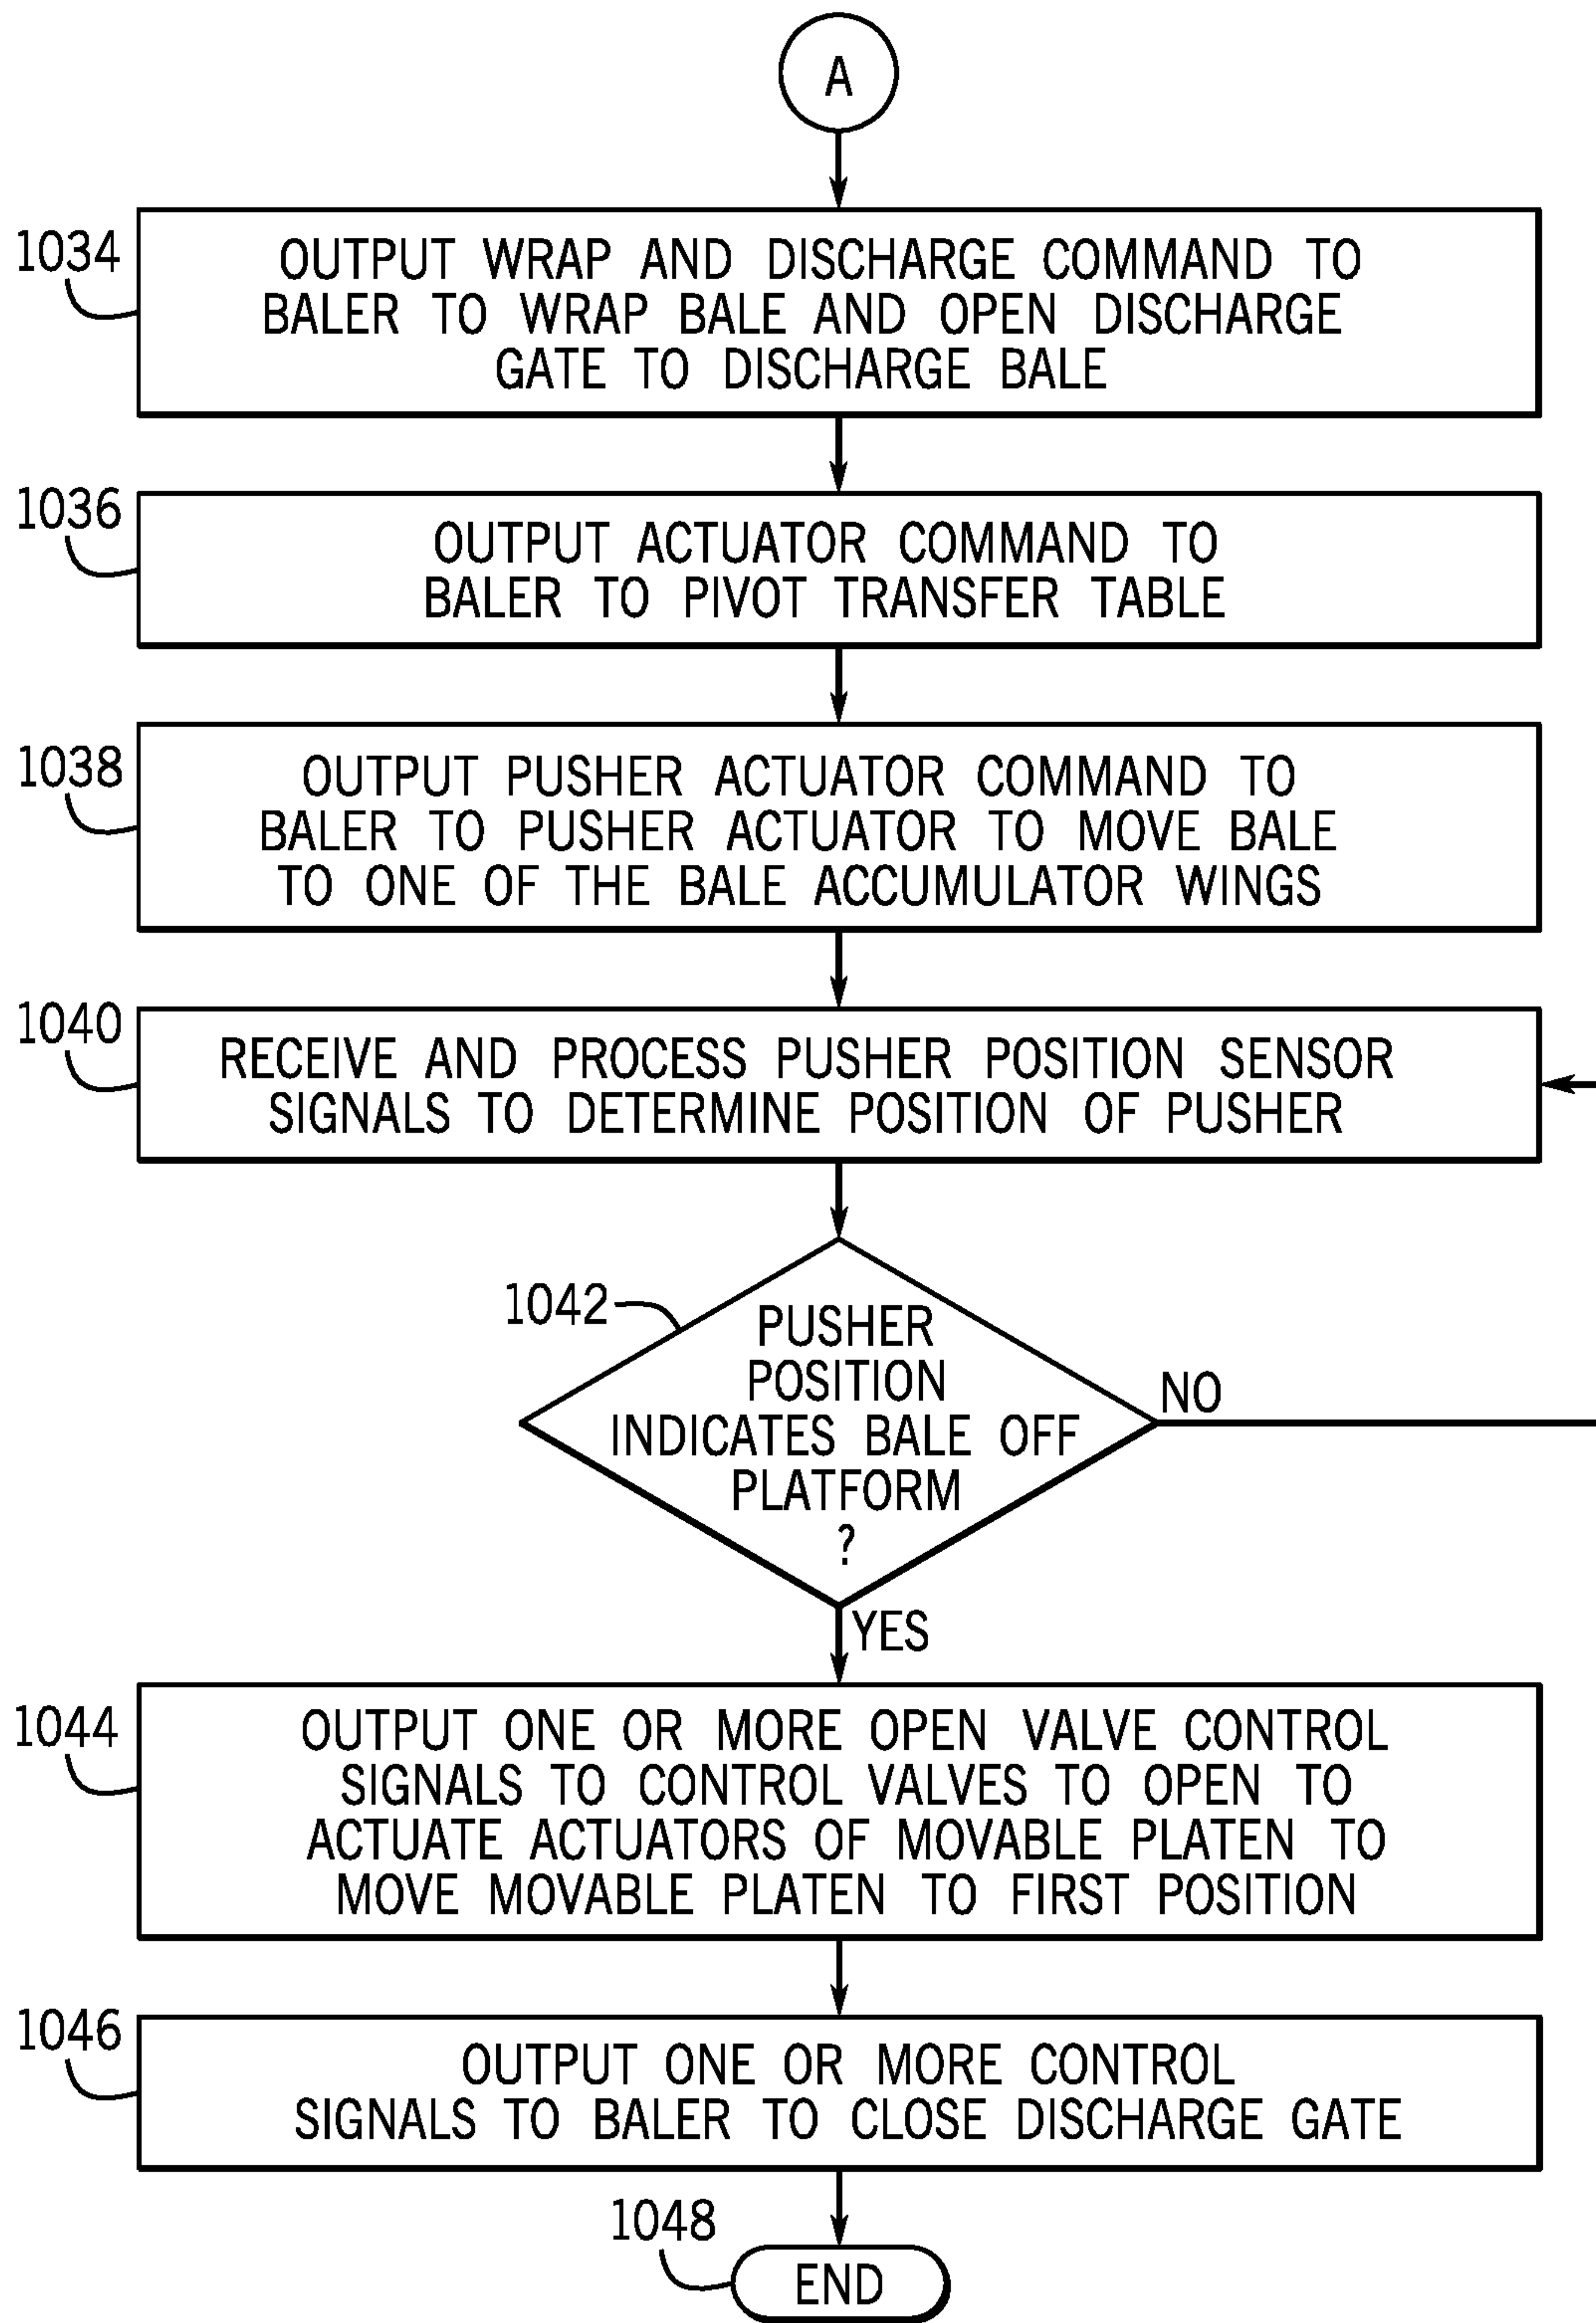 A
1034
OUTPUT WRAP AND DISCHARGE COMMAND TO
BALER TO WRAP BALE AND OPEN DISCHARGE
GATE TO DISCHARGE BALE
1036
OUTPUT ACTUATOR COMMAND TO
BALER TO PIVOT TRANSFER TABLE
1038
OUTPUT PUSHER ACTUATOR COMMAND TO
BALER TO PUSHER ACTUATOR TO MOVE BALE
TO ONE OF THE BALE ACCUMULATOR WINGS
1040
RECEIVE AND PROCESS PUSHER POSITION SENSOR
SIGNALS TO DETERMINE POSITION OF PUSHER
1042
PUSHER
POSITION
INDICATES BALE OFF
PLATFORM
?
NO
YES
1044
OUTPUT ONE OR MORE OPEN VALVE CONTROL
SIGNALS TO CONTROL VALVES TO OPEN TO
ACTUATE ACTUATORS OF MOVABLE PLATEN TO
MOVE MOVABLE PLATEN TO FIRST POSITION
1046
OUTPUT ONE OR MORE CONTROL
SIGNALS TO BALER TO CLOSE DISCHARGE GATE
1048
END